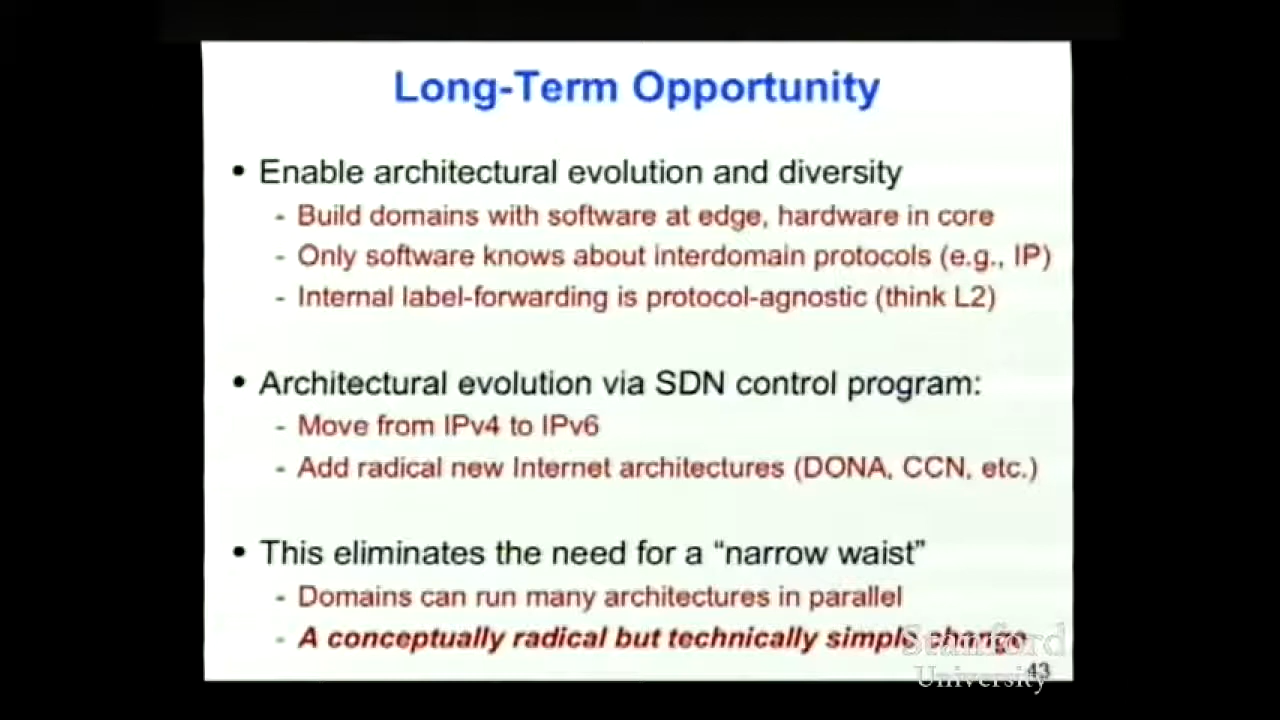 Long-Term Opportunity
• Enable architectural evolution and diversity
- Build domains with software at edge, hardware in core
- Only software knows about interdomain protocols (e.g., IP)
- Internal label-forwarding is protocol-agnostic (think L2)
• Architectural evolution via SDN control program:
- Move from IPv4 to IPv6
- Add radical new Internet architectures (DONA, CCN, etc.)
• This eliminates the need for a “narrow waist”
- Domains can run many architectures in parallel
- A conceptually radical but technically simple change
Stanford
University
43